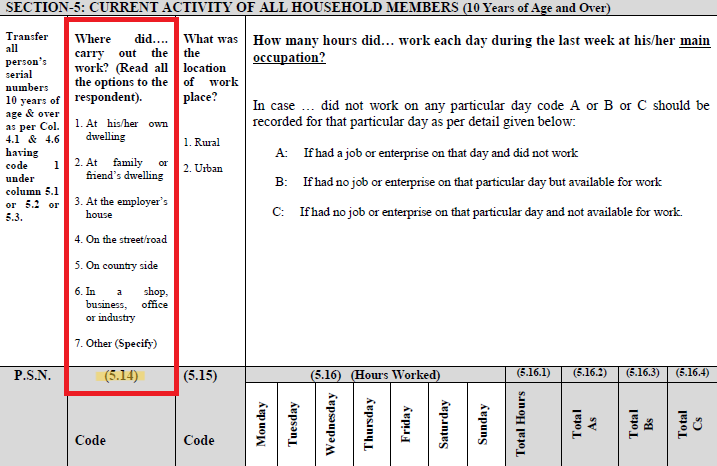 SECTION-5: CURRENT ACTIVITY OF ALL HOUSEHOLD MEMBERS (10 Years of Age and Over)
Transfer
all
person's
serial
numbers
10 years of
age & over
as per Col.
4.1 & 4.6
having
code 1
under
column 5.1
or 5.2 or
5.3.
Where did….
carry out the
work? (Read all
the options to the
respondent).
1. At his/her own
dwelling
2. At family or
friend's dwelling
3. At the employer's
house
4. On the street/road
5. On country side
6. In a shop,
business, office
or industry
7. Other (Specify)
What was
the
location
of work
place?
1. Rural
2. Urban
How many hours did… work each day during the last week at his/her main
occupation?
In case … did not work on any particular day code A or B or C should be
recorded for that particular day as per detail given below:
A: If had a job or enterprise on that day and did not work
B: If had no job or enterprise on that particular day but available for work
C: If had no job or enterprise on that particular day and not available for work.
P.S.N. (5.14) (5.15) (5.16) (Hours Worked) (5.16.1) (5.16.2) (5.16.3) (5.16.4)
Code
Code
Monday
Tuesday
Wednesday
Thursday
Friday
Saturday
Sunday
Total Hours
Total
As
Total
Bs
Total
Cs